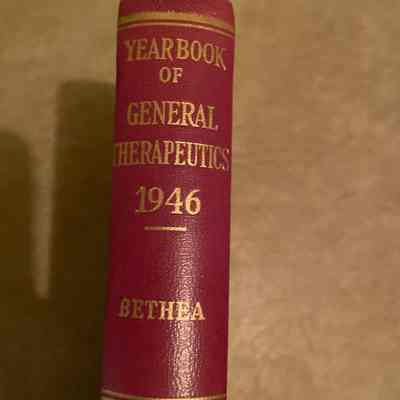 YEARBOOK
OF
GENERAL
THERAPEUTICS
1946
BETHEA